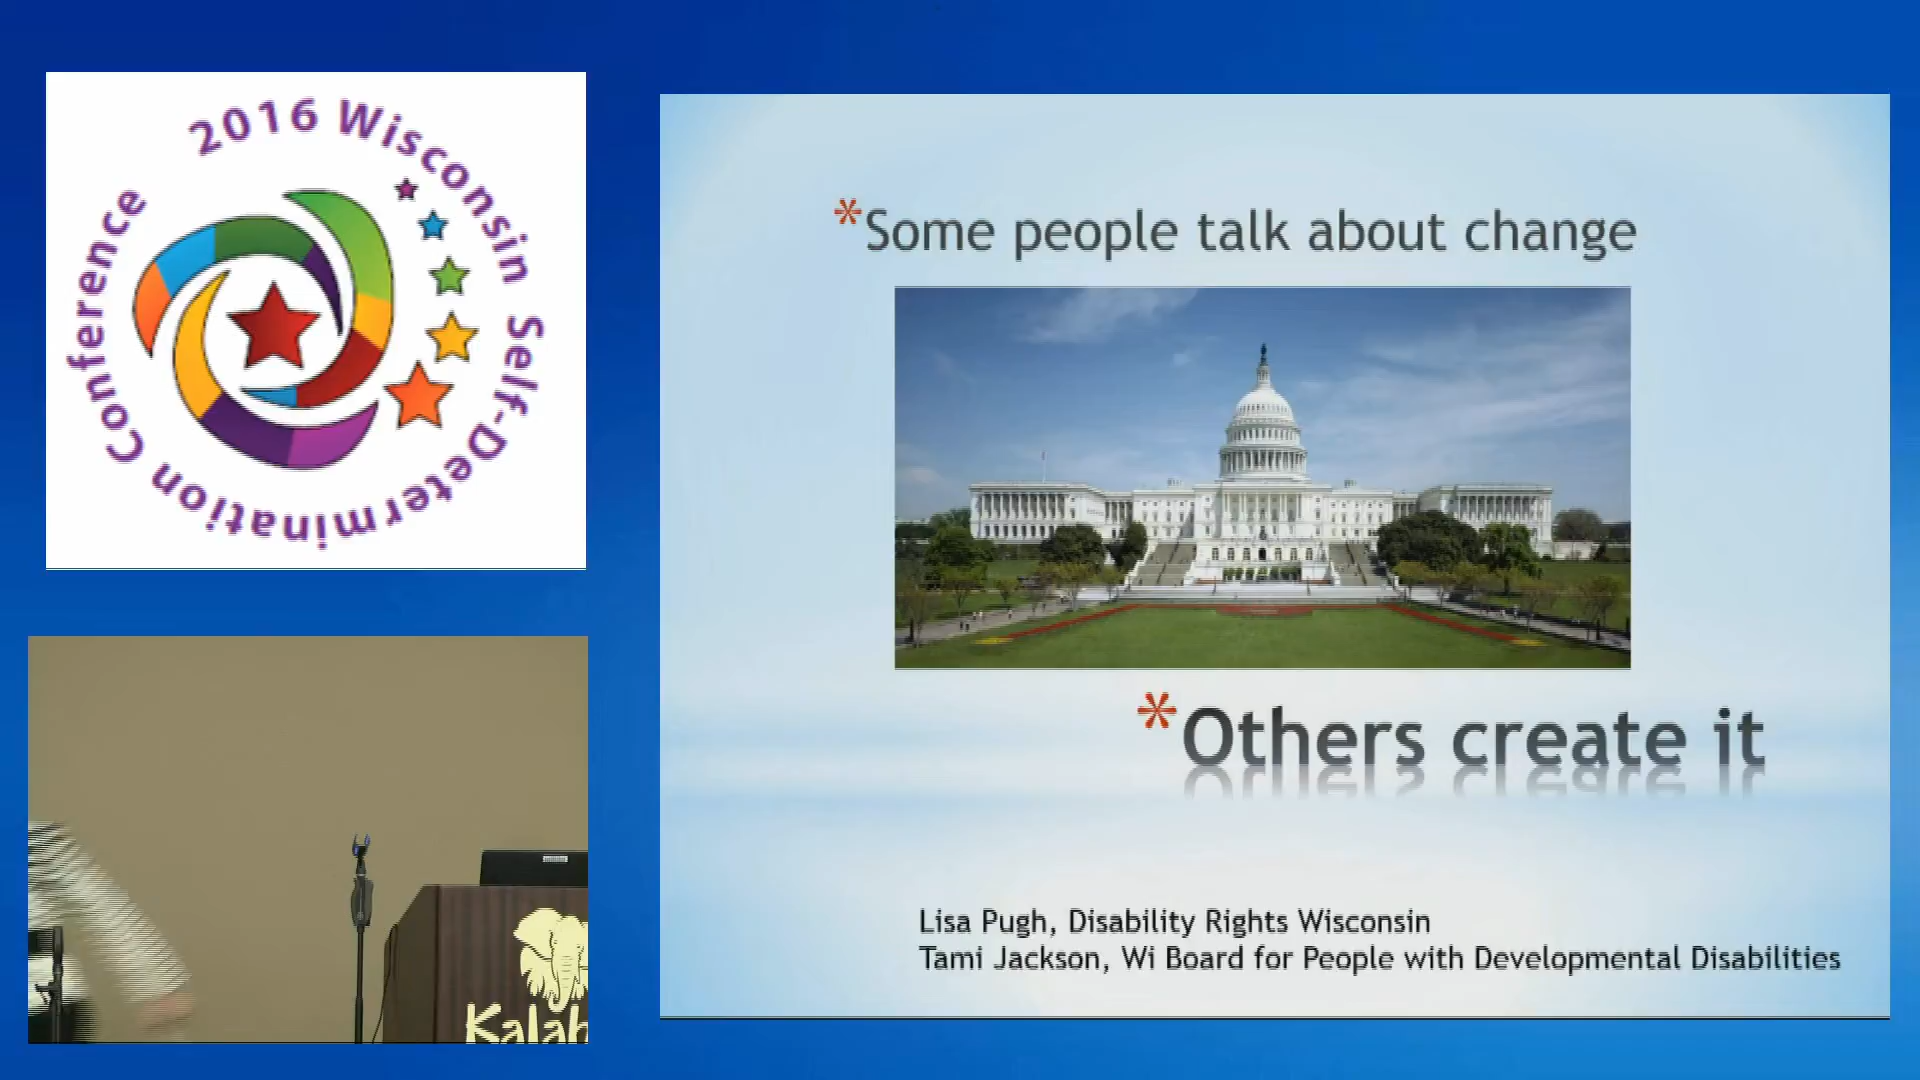 2016 Wisconsin Self-Determination Conference
*Some people talk about change
*Others create it
Lisa Pugh, Disability Rights Wisconsin
Tami Jackson, Wi Board for People with Developmental Disabilities
Kalah